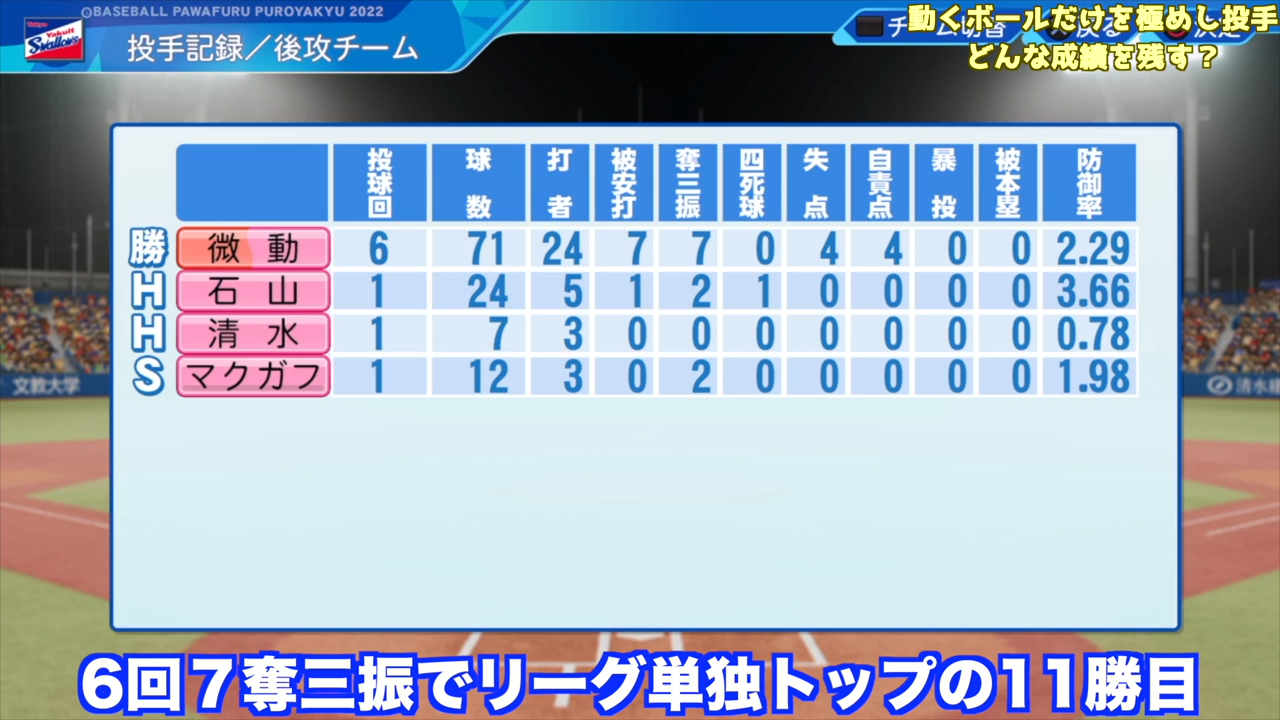 ©BASEBALL PAWAFURU PUROYAKYU 2022
Tokyo
Yakult
Swallows
投手記録／後攻チーム
動くボールだけを極めし投手
どんな成績を残す？
投球回 球数 打者 被安打 奪三振 四死球 失点 自責点 暴投 被本塁 防御率
勝 微動 6 71 24 7 7 0 4 4 0 0 2.29
H 石山 1 24 5 1 2 1 0 0 0 0 3.66
H 清水 1 7 3 0 0 0 0 0 0 0 0.78
S マクガフ 1 12 3 0 2 0 0 0 0 0 1.98
文教大学
清水
6回7奪三振でリーグ単独トップの11勝目